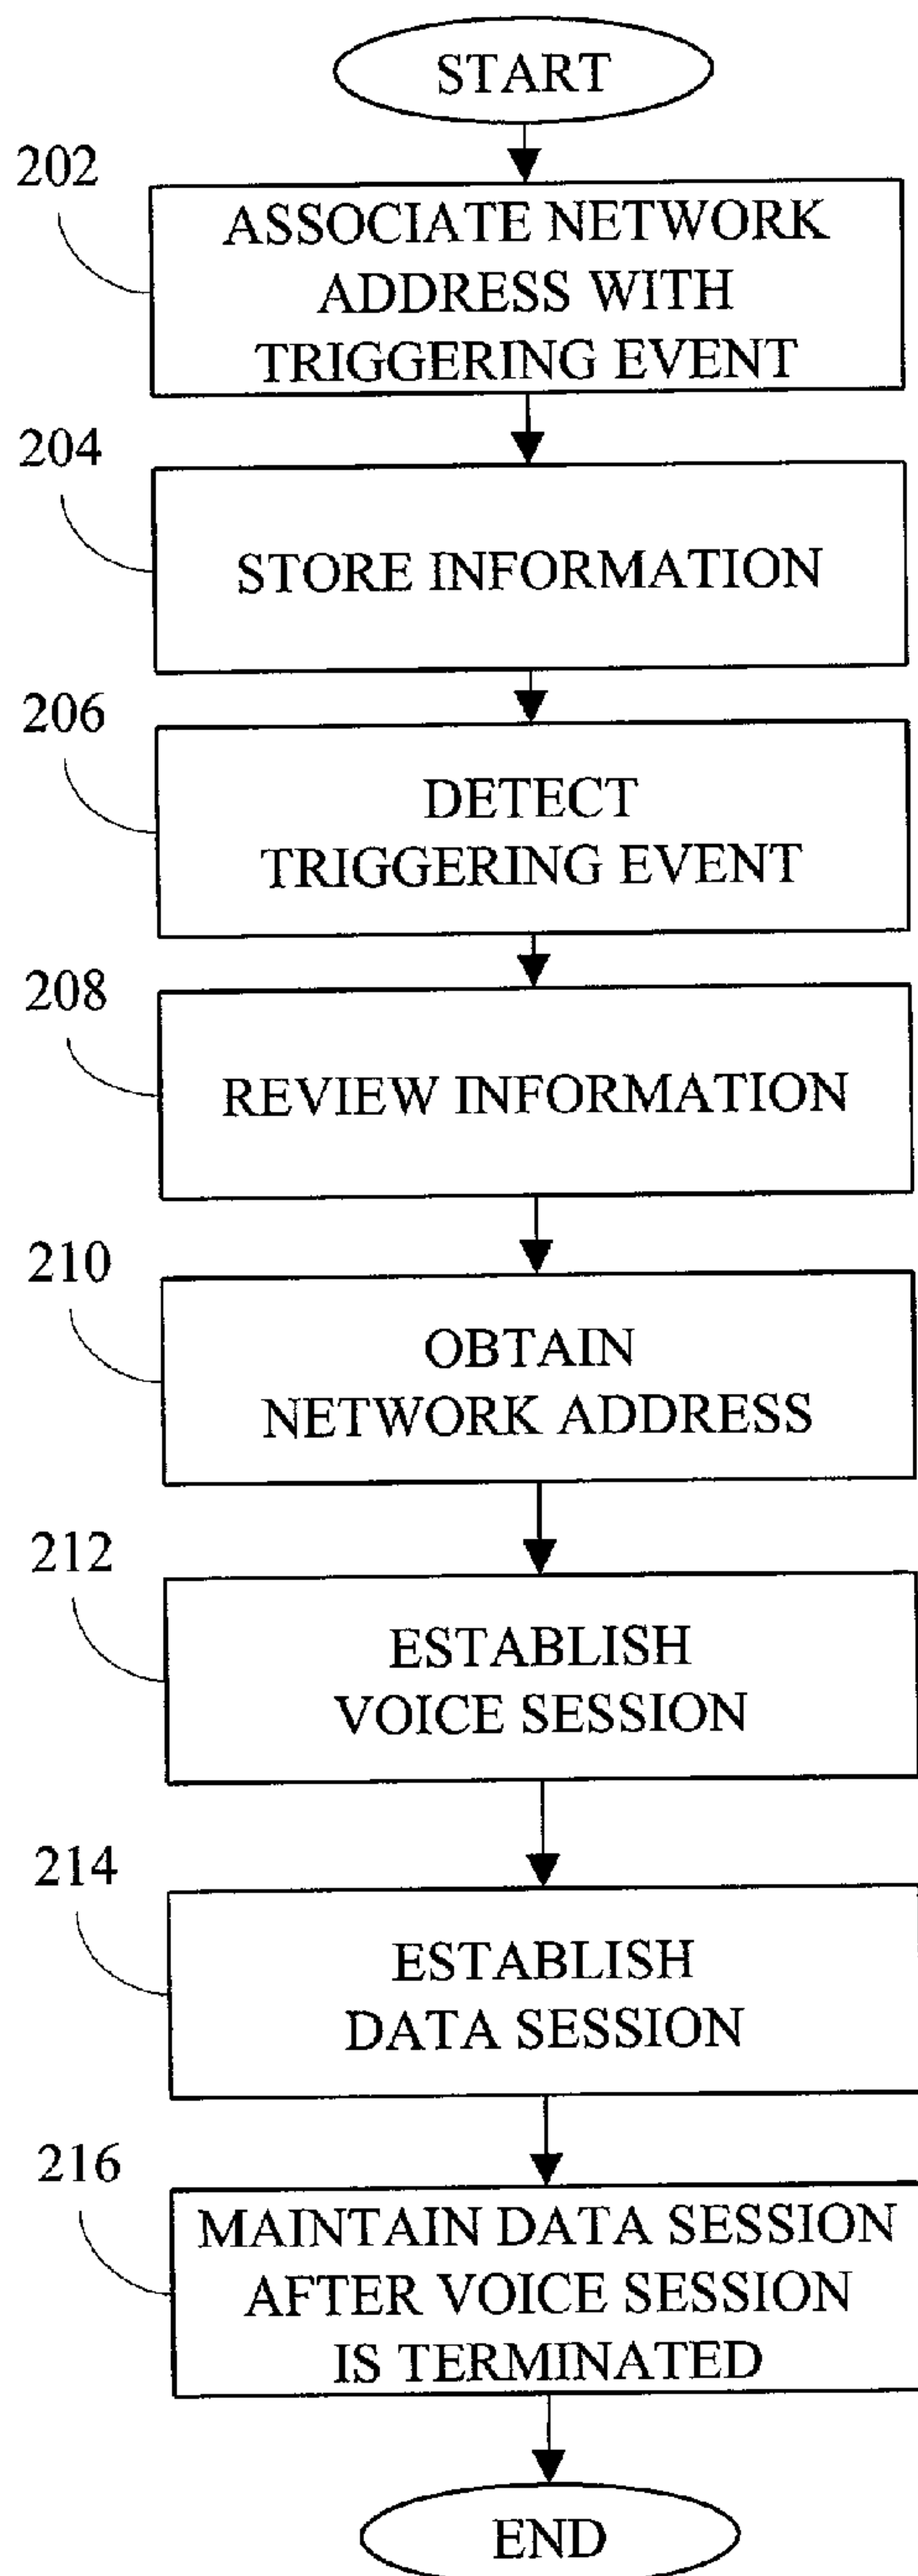 START
202
ASSOCIATE NETWORK
ADDRESS WITH
TRIGGERING EVENT
204
STORE INFORMATION
206
DETECT
TRIGGERING EVENT
208
REVIEW INFORMATION
210
OBTAIN
NETWORK ADDRESS
212
ESTABLISH
VOICE SESSION
214
ESTABLISH
DATA SESSION
216
MAINTAIN DATA SESSION
AFTER VOICE SESSION
IS TERMINATED
END